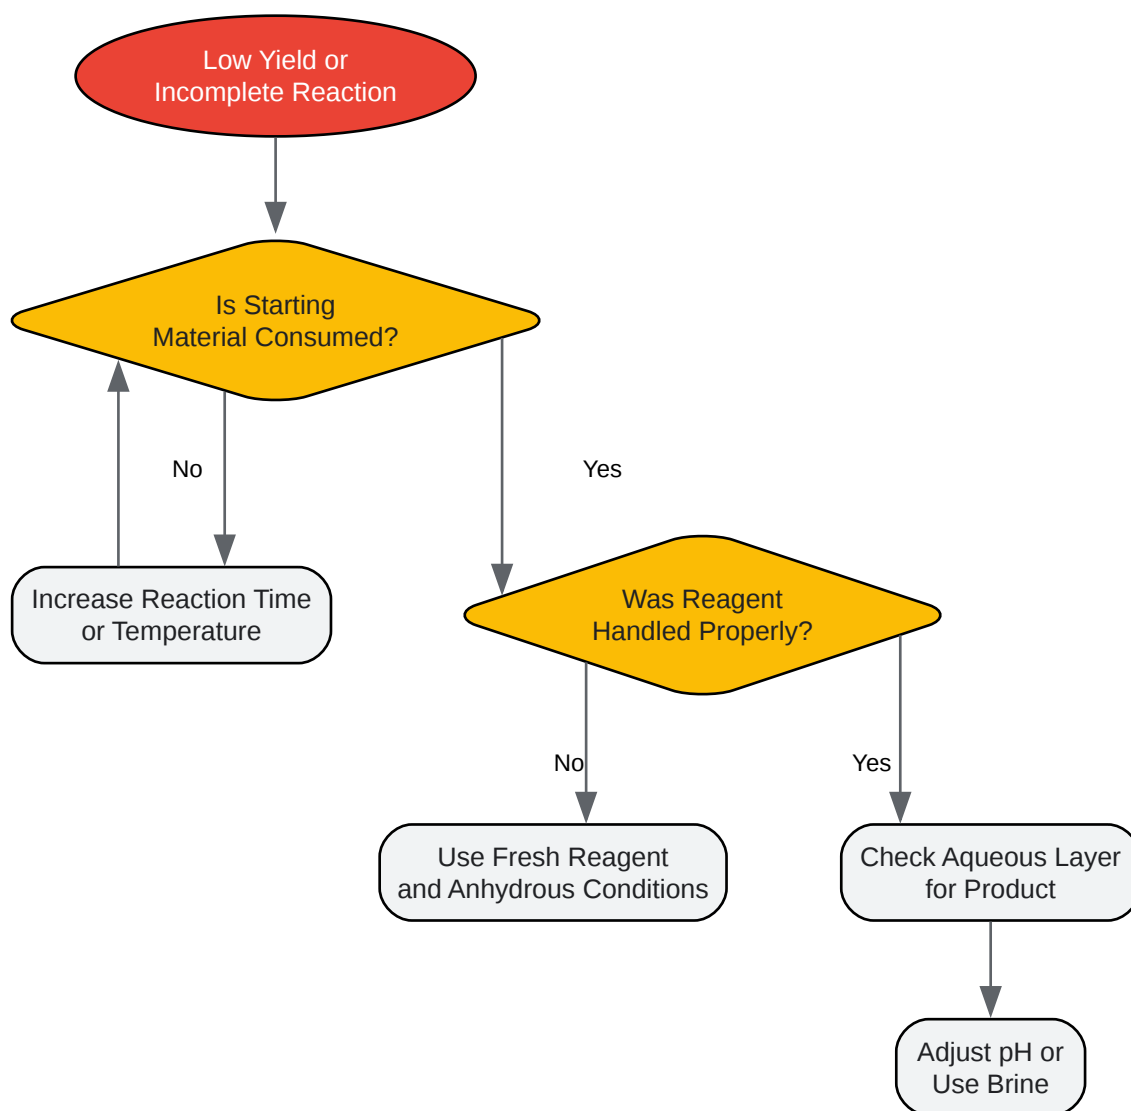 Low Yield or
Incomplete Reaction
Is Starting
Material Consumed?
No
Yes
Increase Reaction Time
or Temperature
Was Reagent
Handled Properly?
No
Yes
Use Fresh Reagent
and Anhydrous Conditions
Check Aqueous Layer
for Product
Adjust pH or
Use Brine